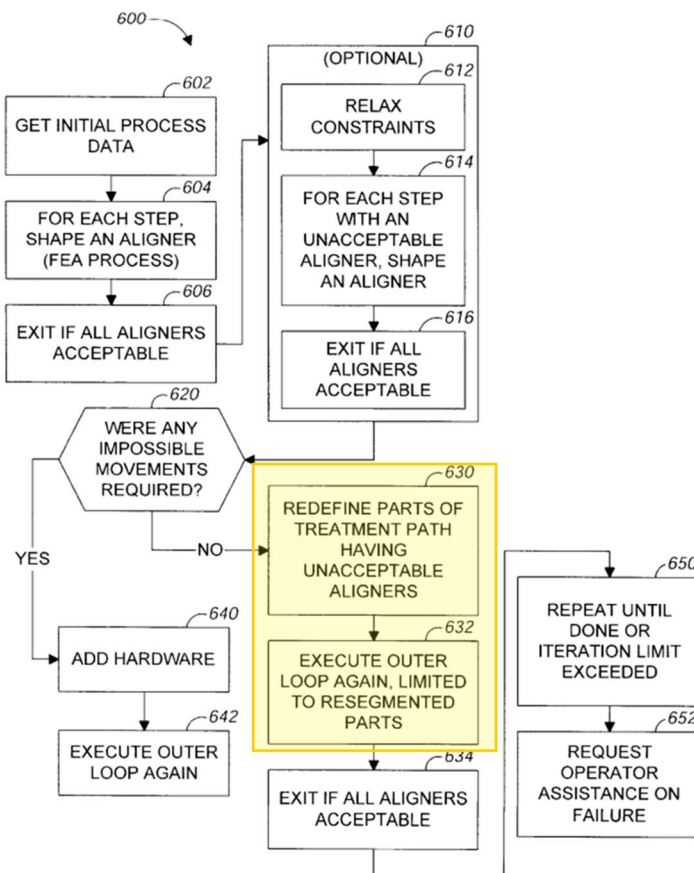 600
602
GET INITIAL PROCESS
DATA
604
FOR EACH STEP,
SHAPE AN ALIGNER
(FEA PROCESS)
606
EXIT IF ALL ALIGNERS
ACCEPTABLE
610
(OPTIONAL)
612
RELAX
CONSTRAINTS
614
FOR EACH STEP
WITH AN
UNACCEPTABLE
ALIGNER, SHAPE
AN ALIGNER
616
EXIT IF ALL
ALIGNERS
ACCEPTABLE
620
WERE ANY
IMPOSSIBLE
MOVEMENTS
REQUIRED?
YES
NO
630
REDEFINE PARTS OF
TREATMENT PATH
HAVING
UNACCEPTABLE
ALIGNERS
632
EXECUTE OUTER
LOOP AGAIN, LIMITED
TO RESEGMENTED
PARTS
634
EXIT IF ALL ALIGNERS
ACCEPTABLE
640
ADD HARDWARE
642
EXECUTE OUTER
LOOP AGAIN
650
REPEAT UNTIL
DONE OR
ITERATION LIMIT
EXCEEDED
652
REQUEST
OPERATOR
ASSISTANCE ON
FAILURE